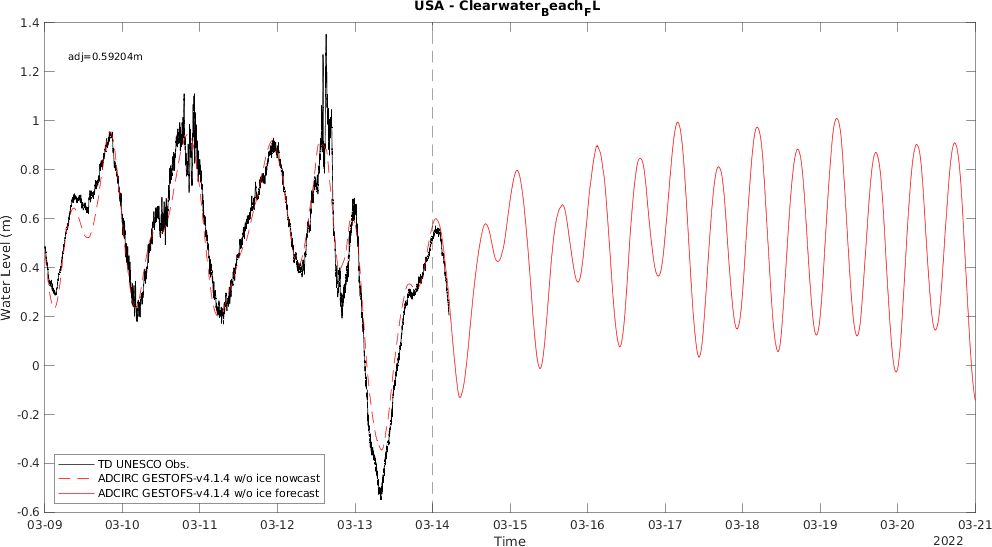 USA - Clearwater_Beach_FL
adj=0.59204m
1.4
1.2
1
0.8
0.6
0.4
0.2
0
-0.2
-0.4
-0.6
Water Level (m)
TD UNESCO Obs.
ADCIRC GESTOFS-v4.1.4 w/o ice nowcast
ADCIRC GESTOFS-v4.1.4 w/o ice forecast
03-09 03-10 03-11 03-12 03-13 03-14 03-15 03-16 03-17 03-18 03-19 03-20 03-21
Time
2022